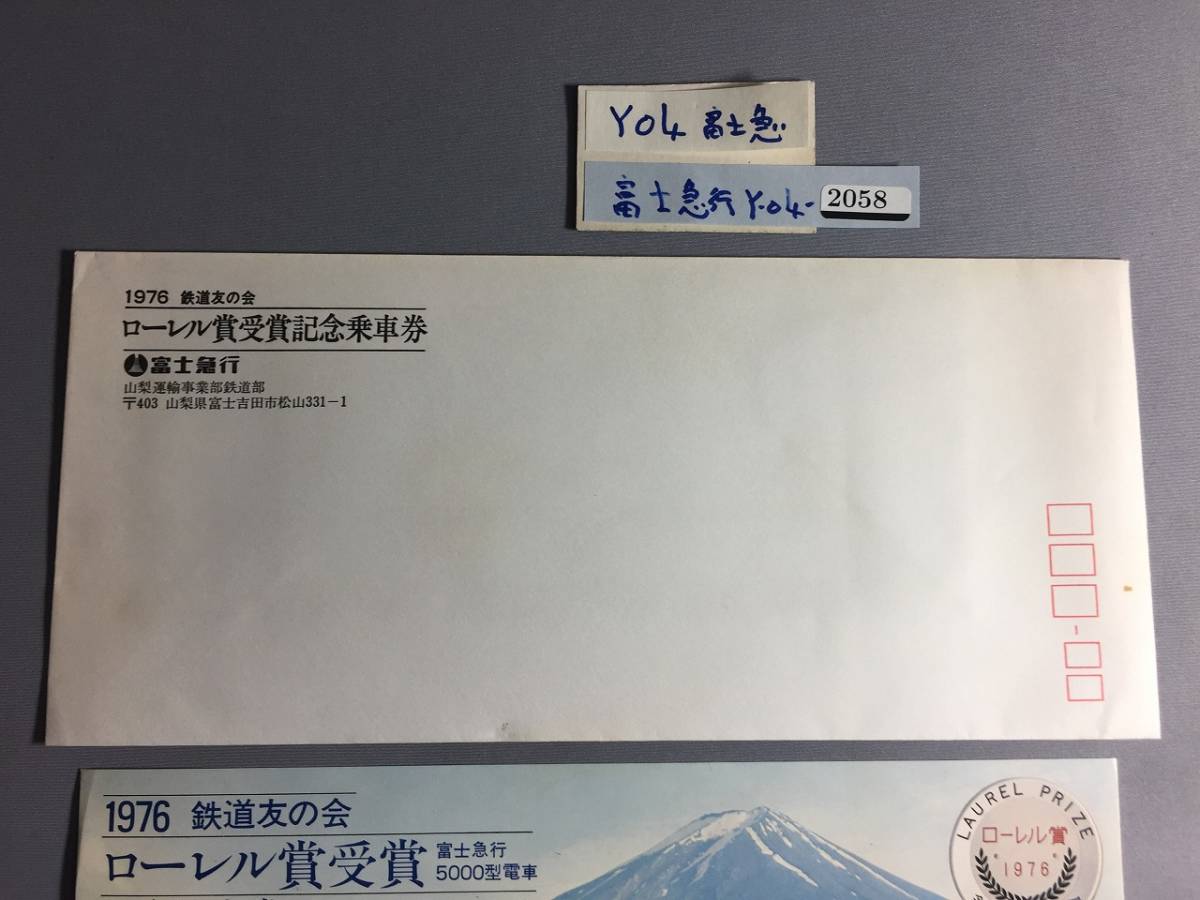 Y04 富士急
富士急行 Y-04-
2058
1976 鉄道友の会
ローレル賞受賞記念乗車券
富士急行
山梨運輸事業部鉄道部
〒403 山梨県富士吉田市松山331-1
1976 鉄道友の会
ローレル賞受賞
富士急行
5000型電車
LAUREL PRIZE
ローレル賞
1976